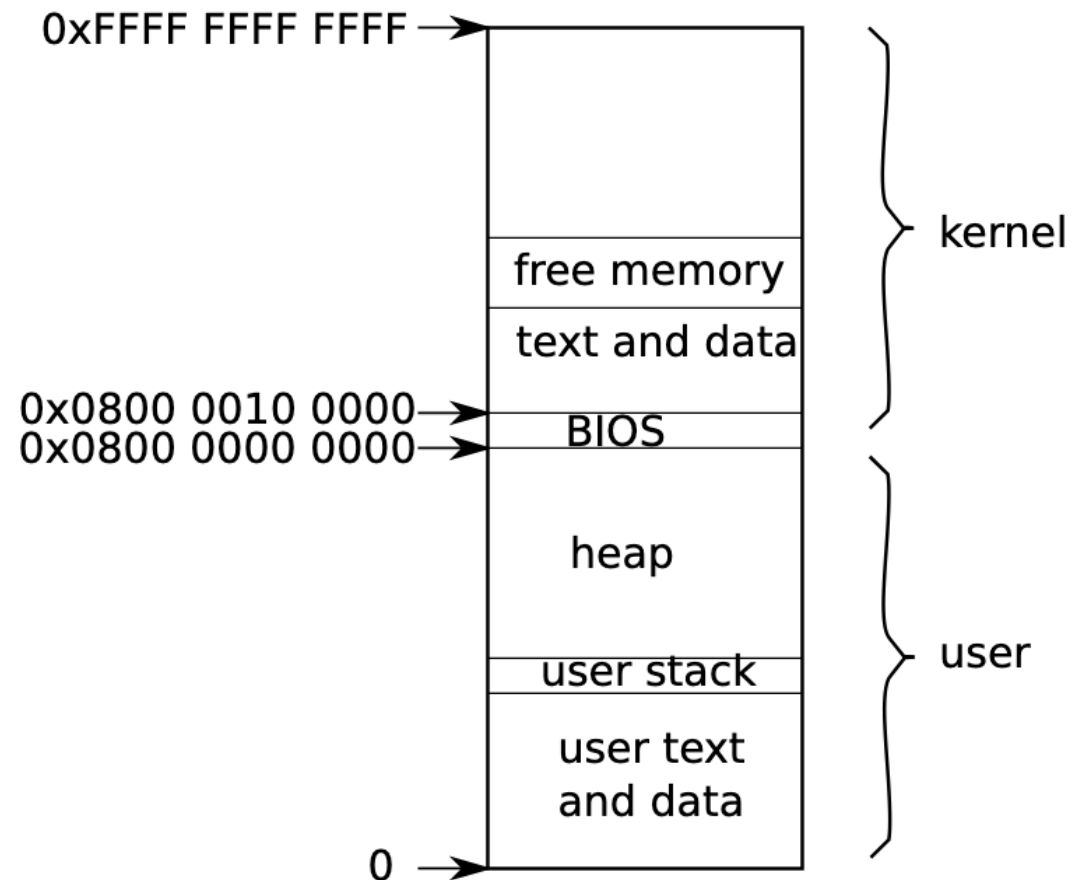 0xFFFF FFFF FFFF
kernel
free memory
text and data
0x0800 0010 0000
BIOS
0x0800 0000 0000
heap
user
user stack
user text
and data
0